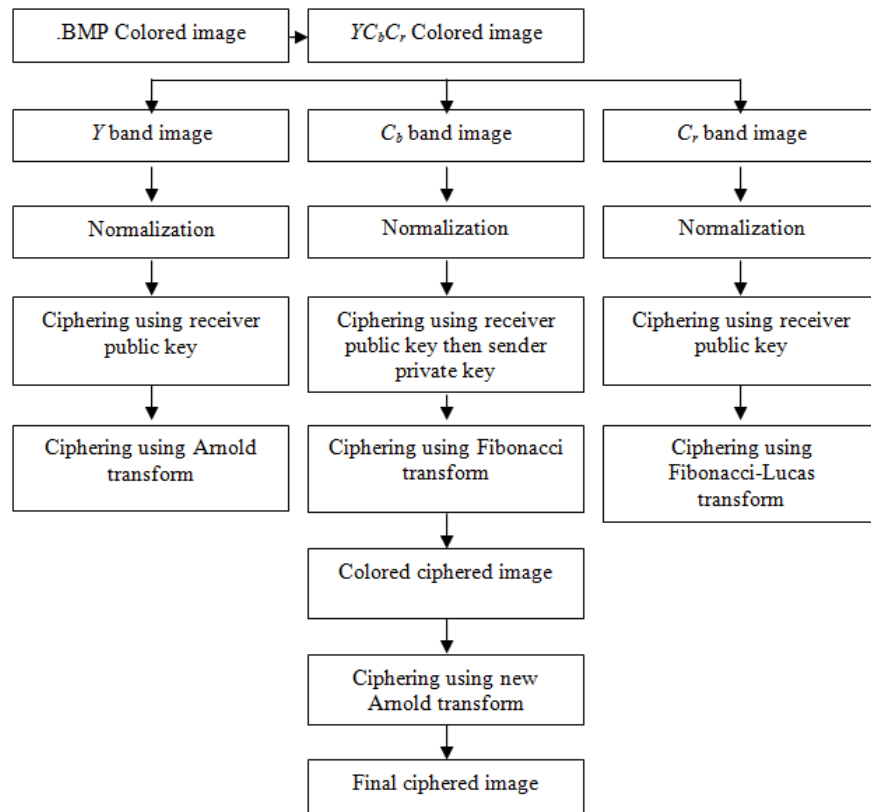 .BMP Colored image
YCbCr Colored image
Y band image
Cb band image
Cr band image
Normalization
Normalization
Normalization
Ciphering using receiver
public key
Ciphering using receiver
public key then sender
private key
Ciphering using receiver
public key
Ciphering using Arnold
transform
Ciphering using Fibonacci
transform
Ciphering using
Fibonacci-Lucas
transform
Colored ciphered image
Ciphering using new
Arnold transform
Final ciphered image